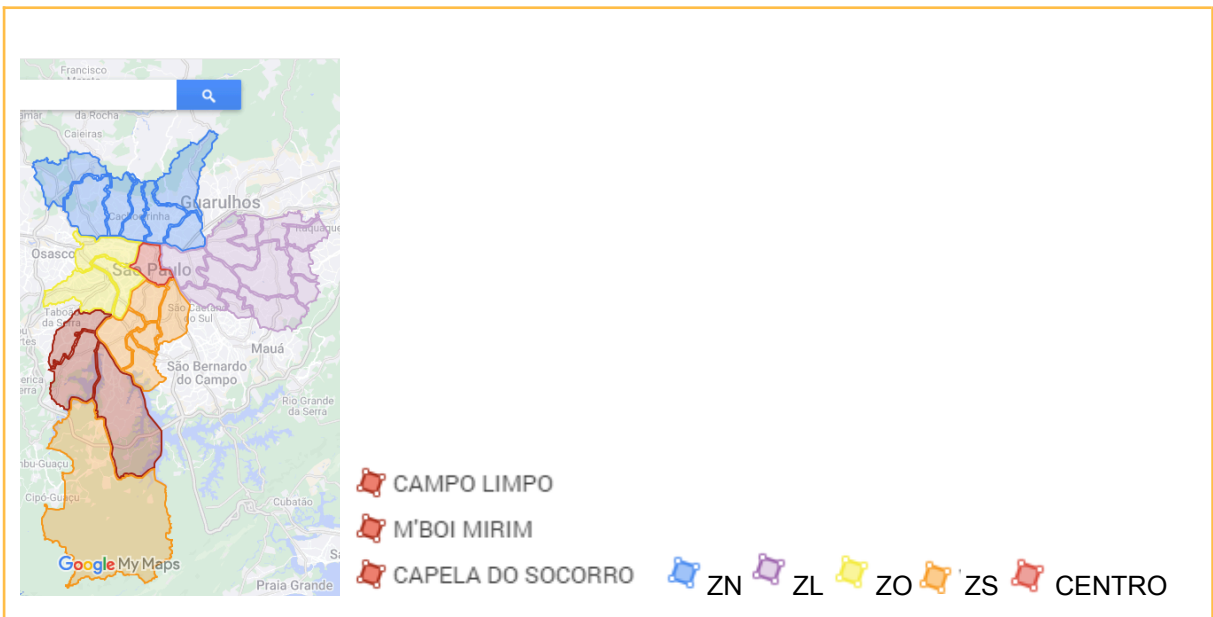 Francisco
da Rocha
Caieiras
Guarulhos
Cachoeirinha
Osasco
São Paulo
Taboão
da Serra
São Caetano
do Sul
Mauá
São Bernardo
do Campo
Rio Grande
da Serra
Cipó-Guaçu
Cubatão
Google My Maps
Praia Grande
CAMPO LIMPO
M'BOI MIRIM
CAPELA DO SOCORRO
ZN ZL ZO ZS CENTRO